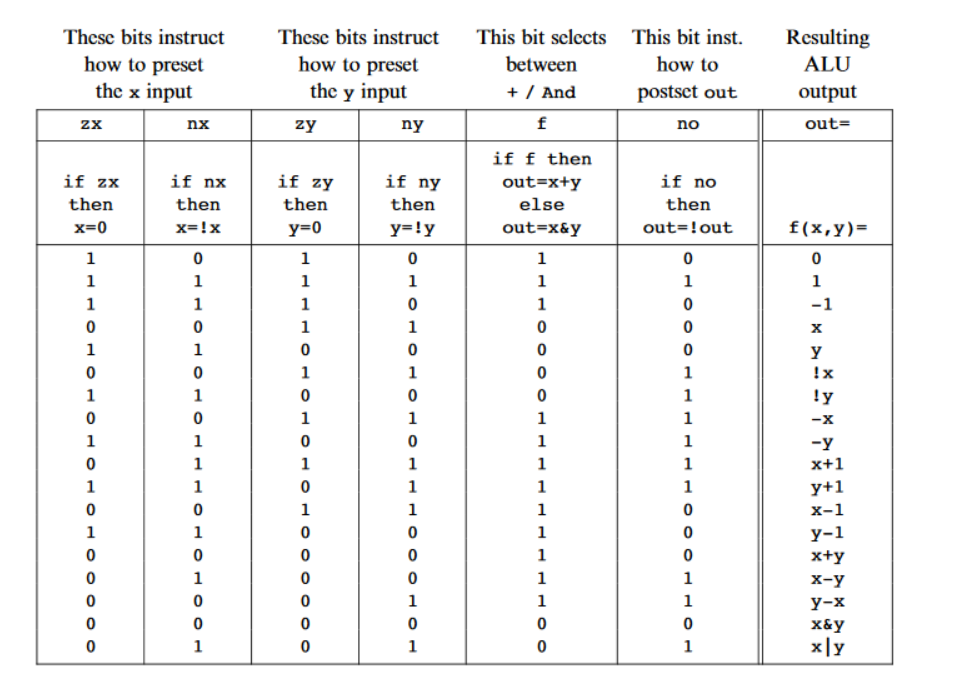 These bits instruct These bits instruct This bit selects This bit inst. Resulting
how to preset how to preset between how to ALU
the x input the y input + / And postset out output
zx nx zy ny f no out=
if f then
if zx if nx if zy if ny out=x+y if no
then then then then else then
x=0 x=!x y=0 y=!y out=x&y out=!out f(x,y)=
1 0 1 0 1 0 0
1 1 1 1 1 1 1
1 1 1 0 1 0 -1
0 0 1 1 0 0 x
1 1 0 0 0 0 y
0 0 1 1 0 1 !x
1 1 0 0 0 1 !y
0 0 1 1 1 1 -x
1 1 0 0 1 1 -y
0 1 1 1 1 1 x+1
1 1 0 1 1 1 y+1
0 0 1 1 1 0 x-1
1 1 0 0 1 0 y-1
0 0 0 0 1 0 x+y
0 1 0 0 1 1 x-y
0 0 0 1 1 1 y-x
0 0 0 0 0 0 x&y
0 1 0 1 0 1 x|y